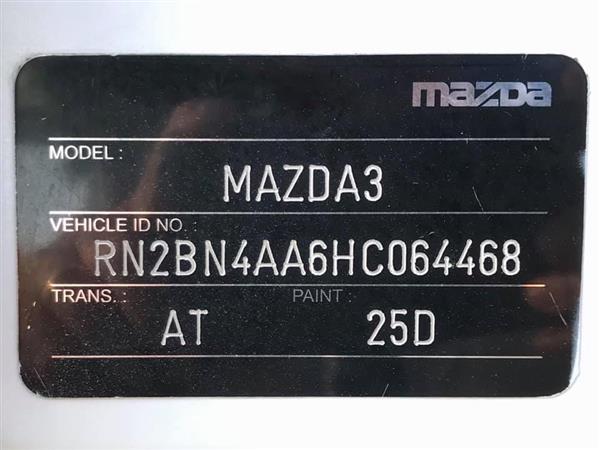 mazda
MODEL :
MAZDA3
VEHICLE ID NO. :
RN2BN4AA6HC064468
TRANS. : PAINT :
AT 25D